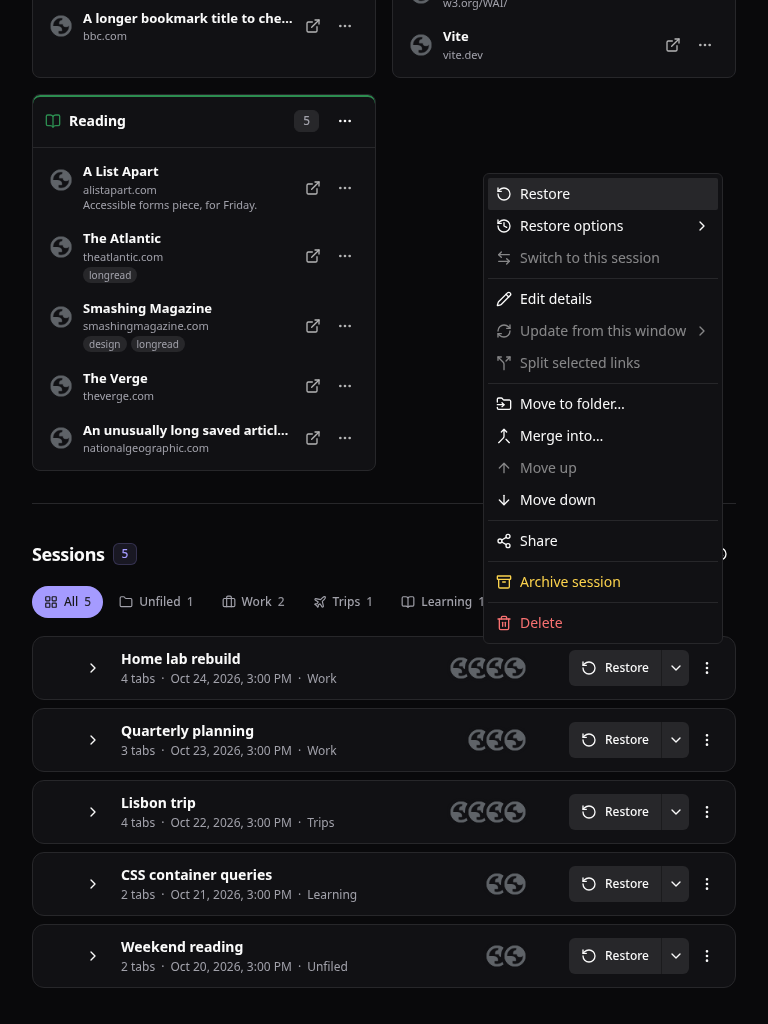 A longer bookmark title to che...
bbc.com
w3.org/WAI/
Vite
vite.dev
Reading
5
A List Apart
alistapart.com
Accessible forms piece, for Friday.
The Atlantic
theatlantic.com
longread
Smashing Magazine
smashingmagazine.com
design longread
The Verge
theverge.com
An unusually long saved articl...
nationalgeographic.com
Restore
Restore options
Switch to this session
Edit details
Update from this window
Split selected links
Move to folder...
Merge into...
Move up
Move down
Share
Archive session
Delete
Sessions 5
All 5 Unfiled 1 Work 2 Trips 1 Learning 1
Home lab rebuild
4 tabs · Oct 24, 2026, 3:00 PM · Work
Restore
Quarterly planning
3 tabs · Oct 23, 2026, 3:00 PM · Work
Restore
Lisbon trip
4 tabs · Oct 22, 2026, 3:00 PM · Trips
Restore
CSS container queries
2 tabs · Oct 21, 2026, 3:00 PM · Learning
Restore
Weekend reading
2 tabs · Oct 20, 2026, 3:00 PM · Unfiled
Restore